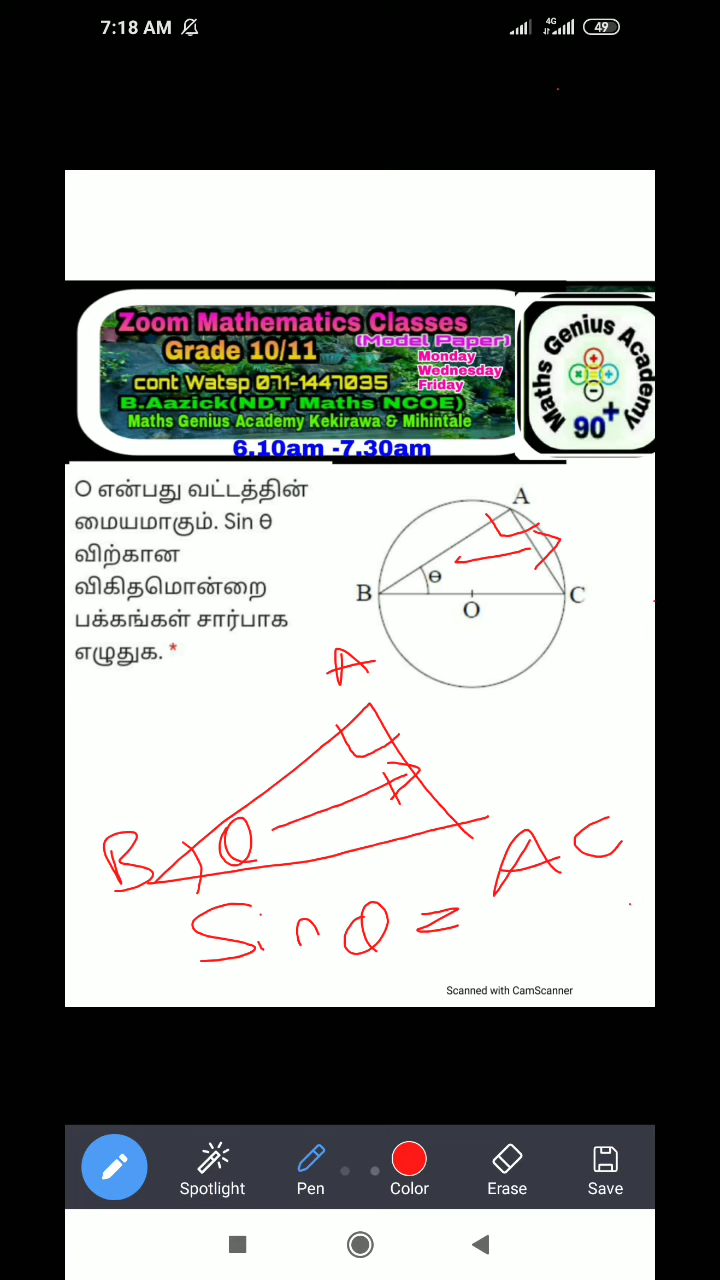 7:18 AM
4G
49
Zoom Mathematics Classes
(Model Paper)
Grade 10/11
Monday
Wednesday
Friday
cont Watsp 071-1447035
B.Aazick(NDT Maths NCOE)
Maths Genius Academy Kekirawa & Mihintale
6.10am -7.30am
Maths Genius Academy
90+
O என்பது வட்டத்தின்
மையமாகும். Sin θ
விற்கான
விகிதமொன்றை
பக்கங்கள் சார்பாக
எழுதுக. *
A
B
θ
O
C
A
B
θ
AC
Sin θ =
Scanned with CamScanner
Spotlight
Pen
Color
Erase
Save